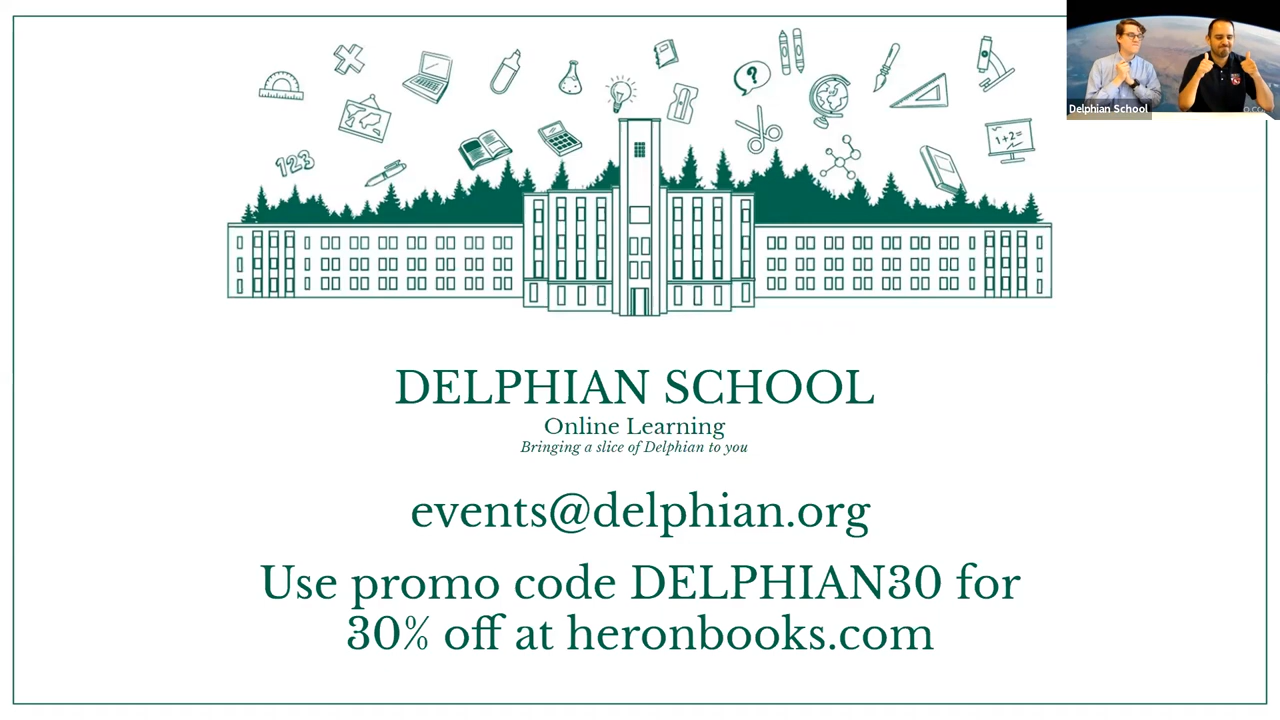 Delphian School
?
123
1+2=
DELPHIAN SCHOOL
Online Learning
Bringing a slice of Delphian to you
events@delphian.org
Use promo code DELPHIAN30 for
30% off at heronbooks.com